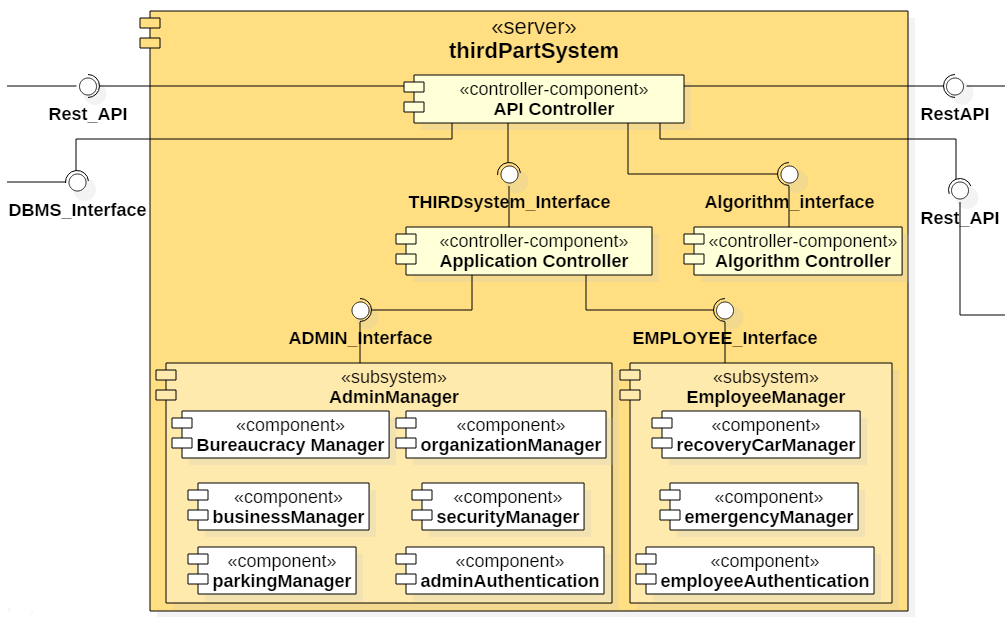 «server»
thirdPartSystem
«controller-component»
API Controller
Rest_API
RestAPI
DBMS_Interface
THIRDsystem_Interface
Algorithm_interface
Rest_API
«controller-component»
Application Controller
«controller-component»
Algorithm Controller
ADMIN_Interface
EMPLOYEE_Interface
«subsystem»
AdminManager
«component»
Bureaucracy Manager
«component»
organizationManager
«component»
businessManager
«component»
securityManager
«component»
parkingManager
«component»
adminAuthentication
«subsystem»
EmployeeManager
«component»
recoveryCarManager
«component»
emergencyManager
«component»
employeeAuthentication